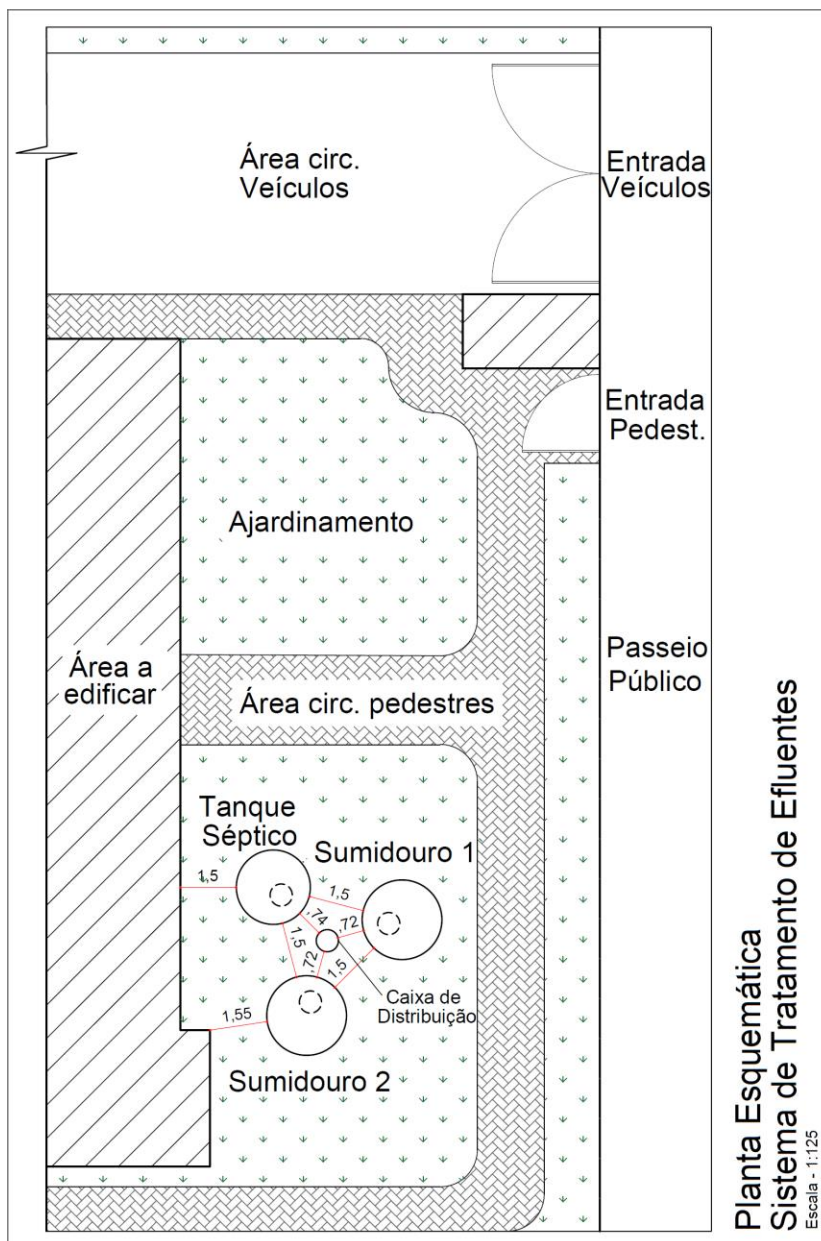 Área circ.
Veículos
Entrada
Veículos
Entrada
Pedest.
Ajardinamento
Área a
edificar
Área circ. pedestres
Passeio
Público
Tanque
Séptico
Sumidouro 1
1,5
1,5
,74
,72
1,5
,72
1,5
Caixa de
Distribuição
1,55
Sumidouro 2
Planta Esquemática
Sistema de Tratamento de Efluentes
Escala - 1:125